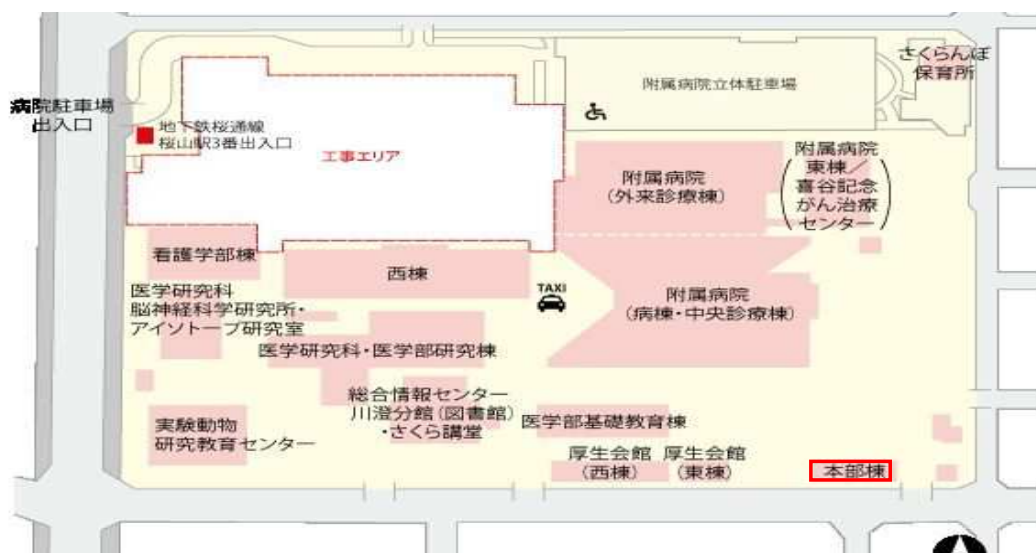 さくらんぼ
保育所
附属病院立体駐車場
病院駐車場
出入口
地下鉄桜通線
桜山駅3番出入口
工事エリア
附属病院
(外来診療棟)
附属病院
東棟/
喜谷記念
がん治療
センター
看護学部棟
西棟
TAXI
医学研究科
脳神経科学研究所・
アイソトープ研究室
附属病院
(病棟・中央診療棟)
医学研究科・医学部研究棟
総合情報センター
川澄分館(図書館)
・さくら講堂
実験動物
研究教育センター
医学部基礎教育棟
厚生会館
(西棟)
厚生会館
(東棟)
本部棟